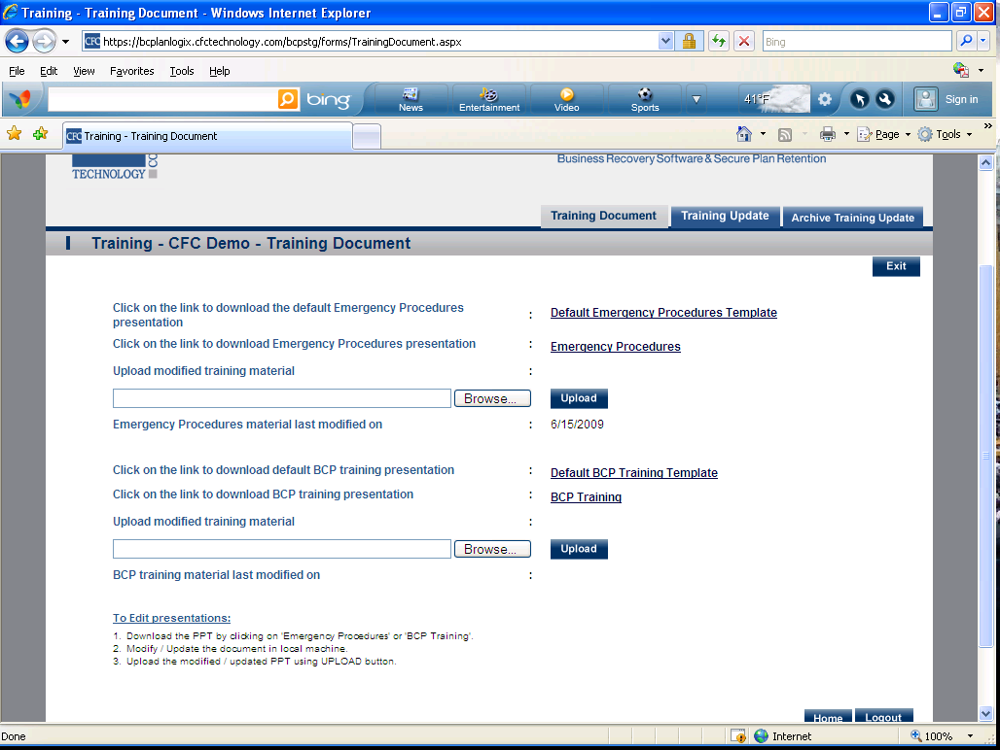 Training - Training Document - Windows Internet Explorer
CFC https://bcplanlogix.cfctechnology.com/bcpstg/forms/TrainingDocument.aspx Bing
File Edit View Favorites Tools Help
bing News Entertainment Video Sports 41°F Sign in
CFC Training - Training Document Page Tools
TECHNOLOGY
Business Recovery Software & Secure Plan Retention
Training Document Training Update Archive Training Update
Training - CFC Demo - Training Document
Exit
Click on the link to download the default Emergency Procedures
presentation : Default Emergency Procedures Template
Click on the link to download Emergency Procedures presentation : Emergency Procedures
Upload modified training material :
Browse... Upload
Emergency Procedures material last modified on : 6/15/2009
Click on the link to download default BCP training presentation : Default BCP Training Template
Click on the link to download BCP training presentation : BCP Training
Upload modified training material :
Browse... Upload
BCP training material last modified on :
To Edit presentations:
1. Download the PPT by clicking on 'Emergency Procedures' or 'BCP Training'.
2. Modify / Update the document in local machine.
3. Upload the modified / updated PPT using UPLOAD button.
Home Logout
Done Internet 100%